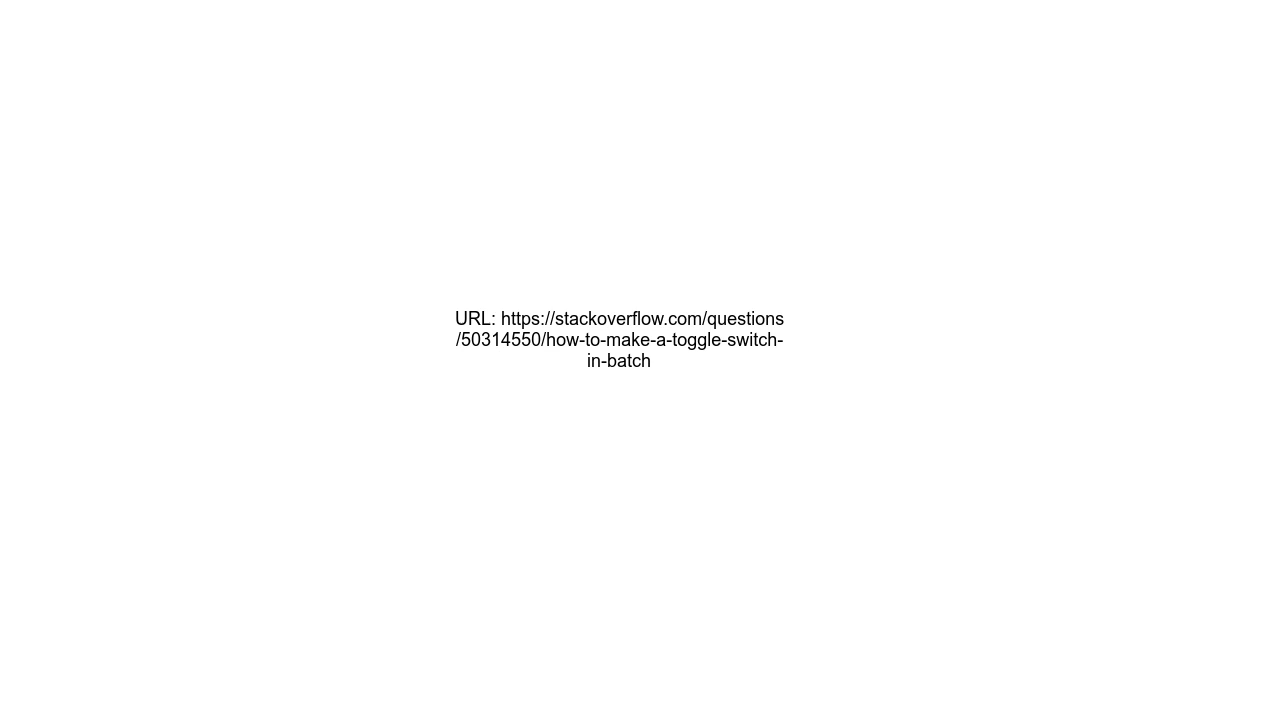 URL: https://stackoverflow.com/questions
/50314550/how-to-make-a-toggle-switch-
in-batch